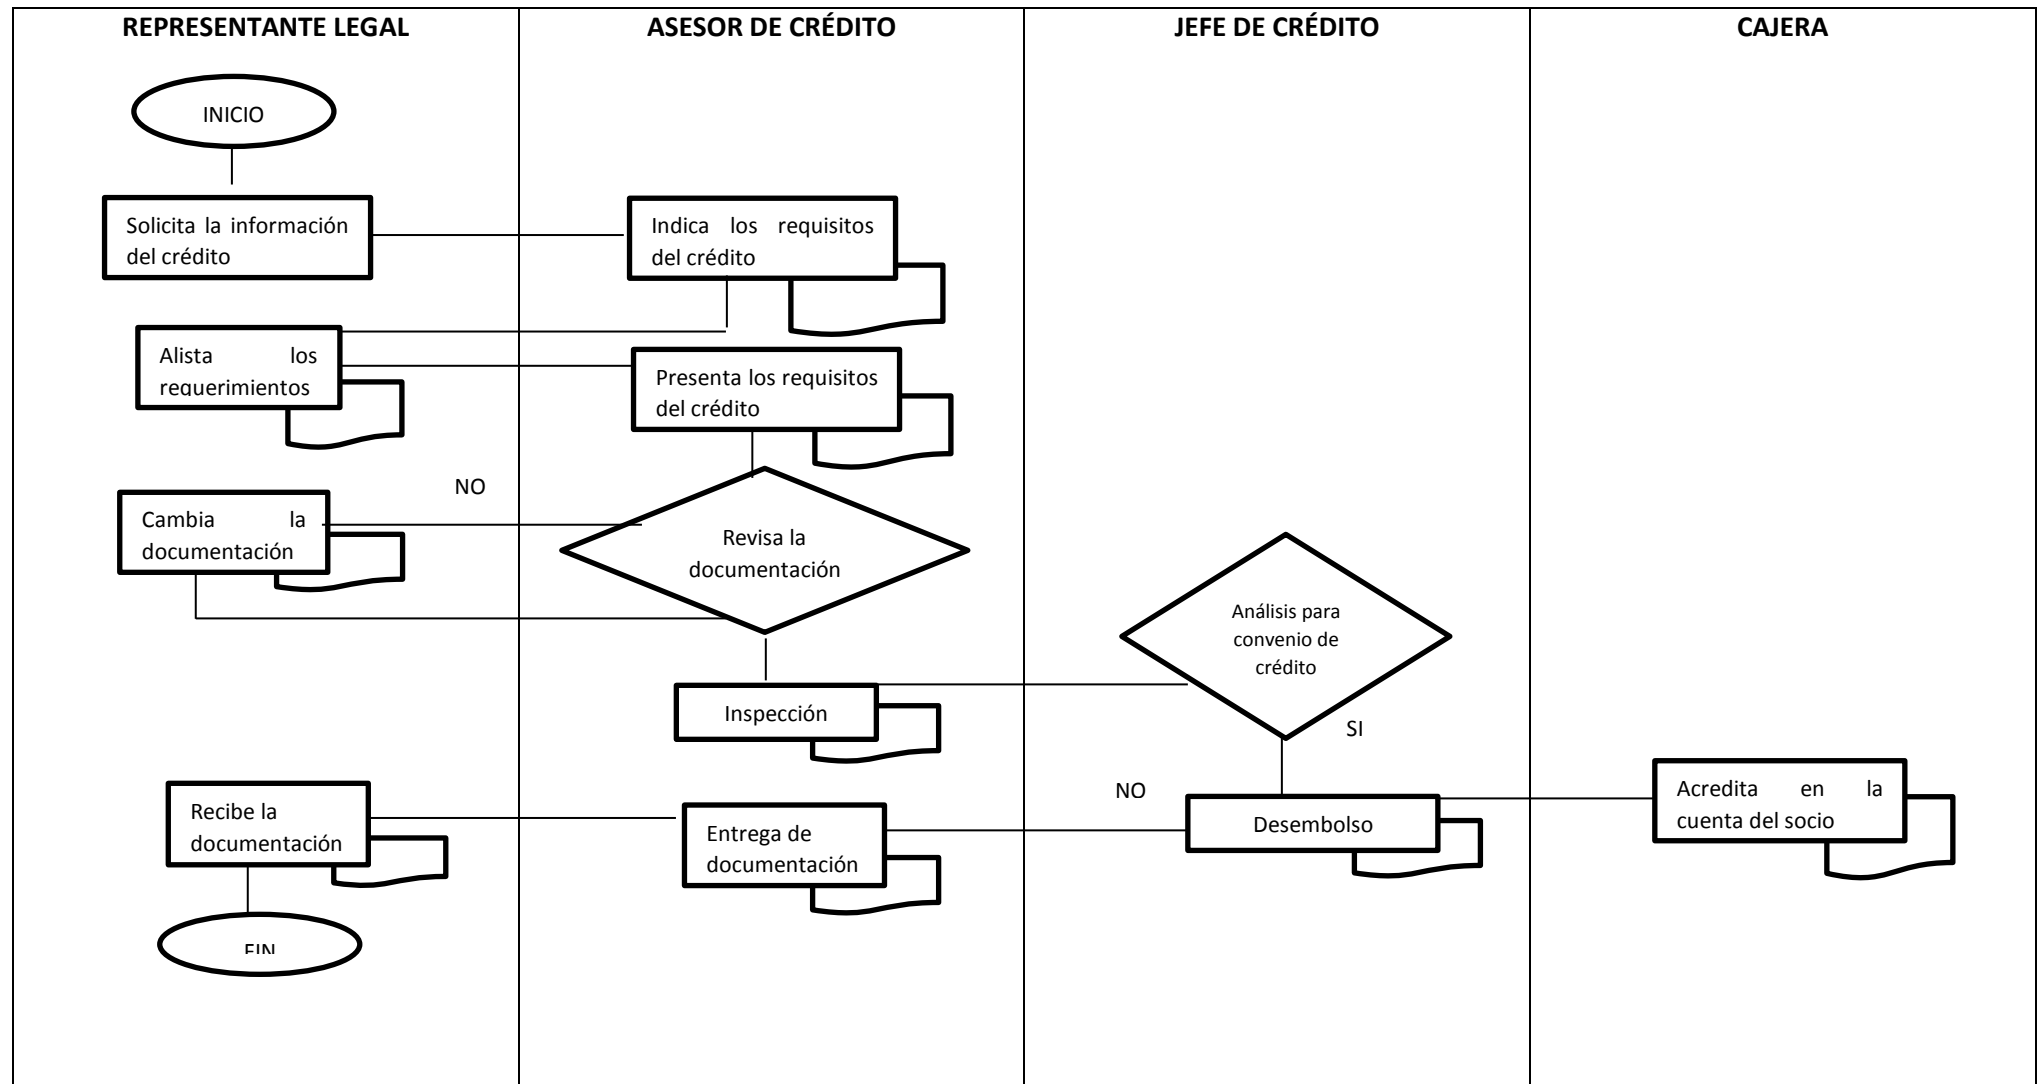 REPRESENTANTE LEGAL
ASESOR DE CRÉDITO
JEFE DE CRÉDITO
CAJERA
INICIO
Solicita la información
del crédito
Indica los requisitos
del crédito
Alista los
requerimientos
Presenta los requisitos
del crédito
NO
Cambia la
documentación
Revisa la
documentación
Análisis para
convenio de
crédito
Inspección
SI
NO
Recibe la
documentación
Entrega de
documentación
Desembolso
Acredita en la
cuenta del socio
FIN